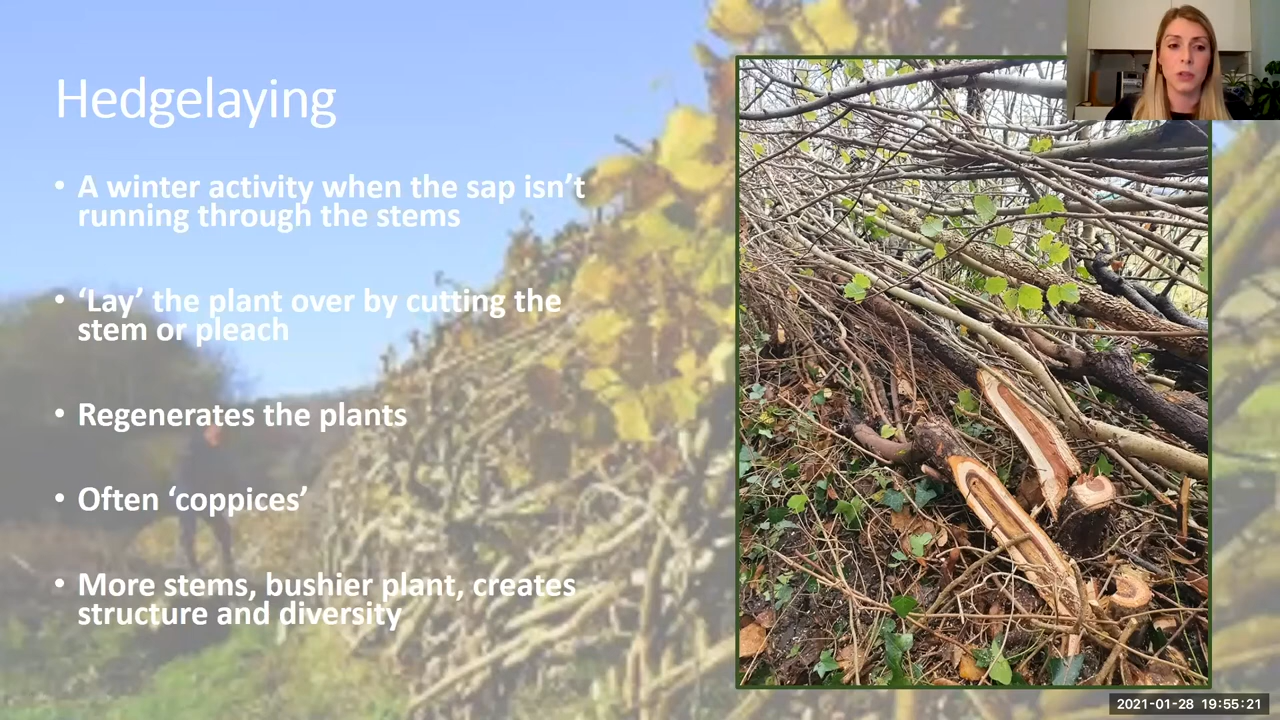 Hedgelaying
• A winter activity when the sap isn’t
running through the stems
• ‘Lay’ the plant over by cutting the
stem or pleach
• Regenerates the plants
• Often ‘coppices’
• More stems, bushier plant, creates
structure and diversity
2021-01-28 19:55:21